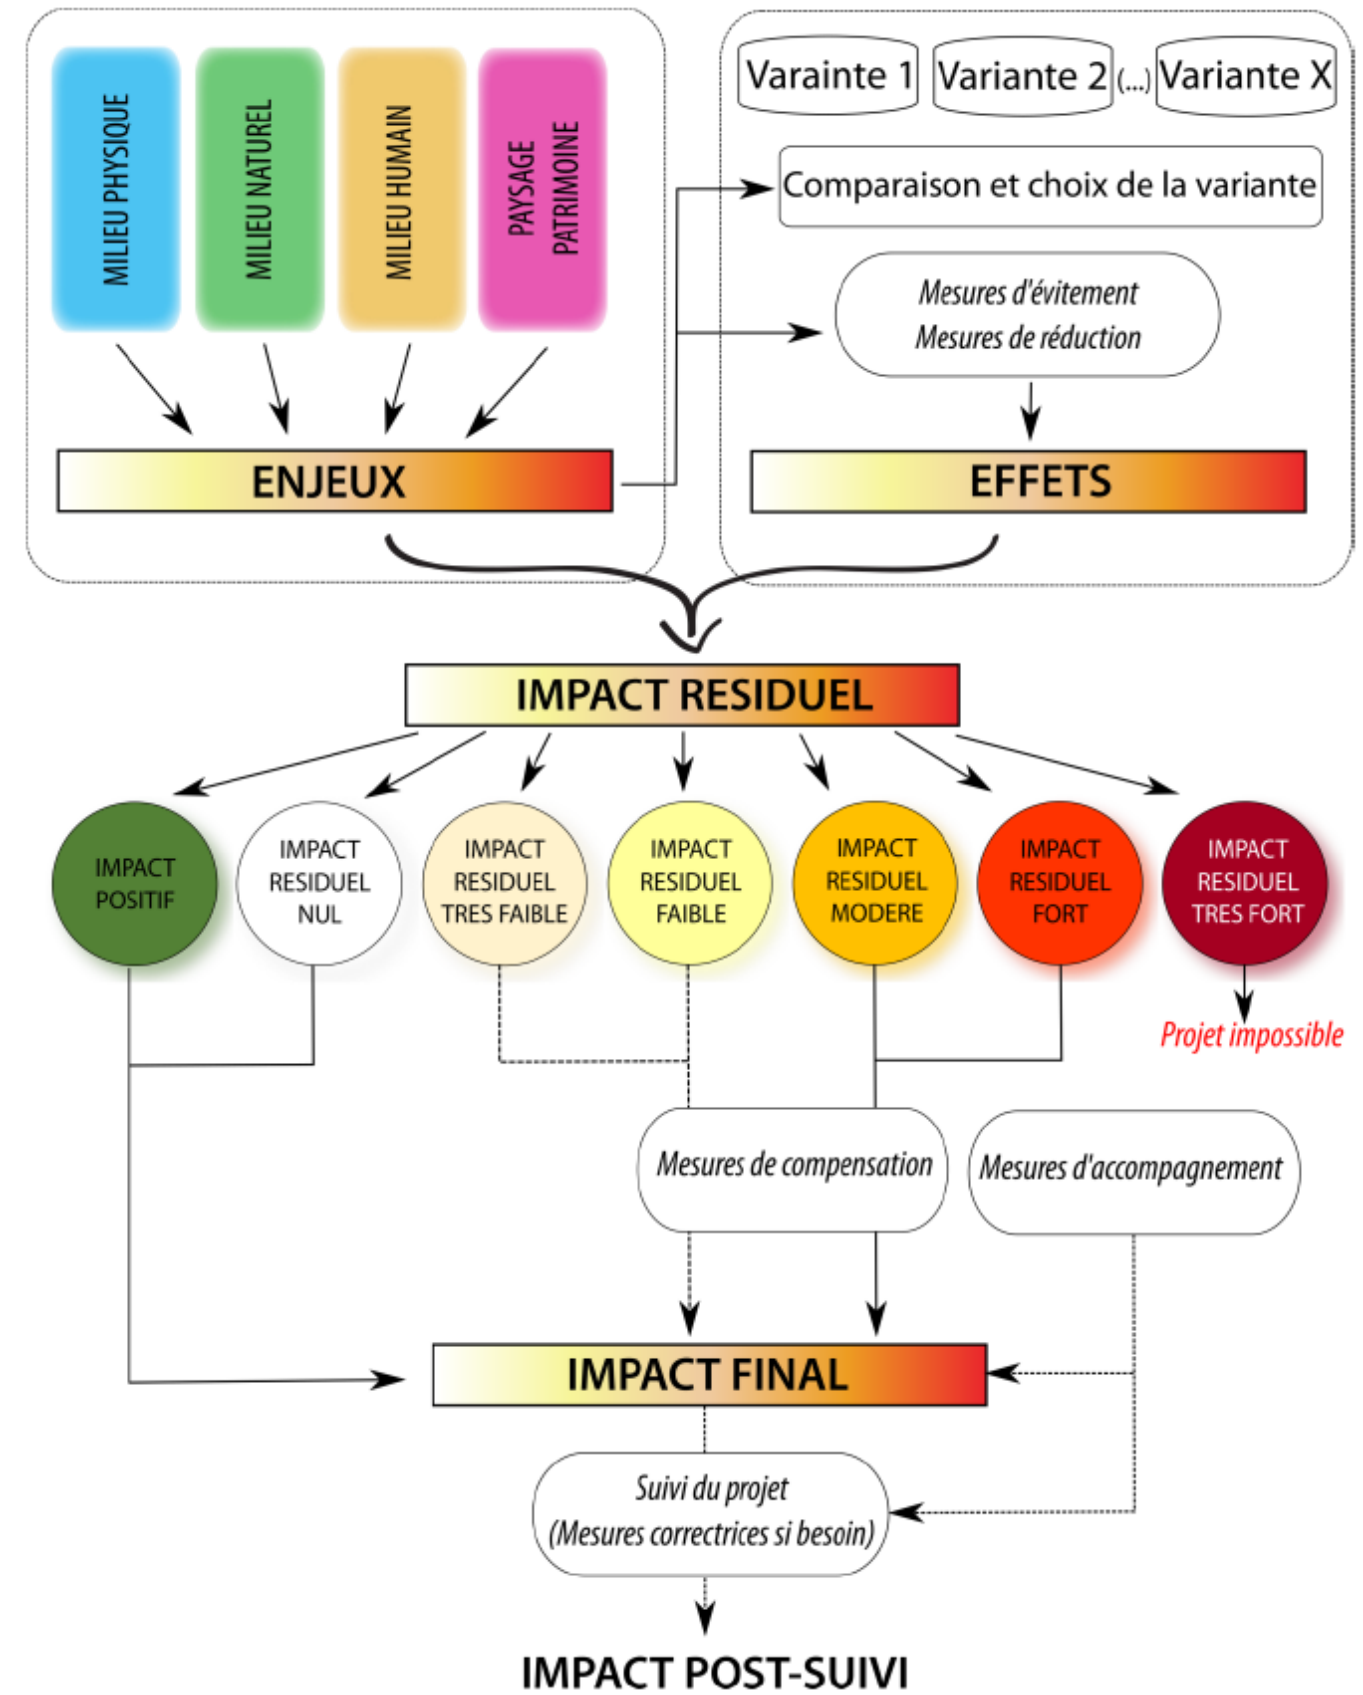 MILIEU PHYSIQUE
MILIEU NATUREL
MILIEU HUMAIN
PAYSAGE
PATRIMOINE
ENJEUX
Varainte 1
Variante 2
(...)
Variante X
Comparaison et choix de la variante
Mesures d'évitement
Mesures de réduction
EFFETS
IMPACT RESIDUEL
IMPACT
POSITIF
IMPACT
RESIDUEL
NUL
IMPACT
RESIDUEL
TRES FAIBLE
IMPACT
RESIDUEL
FAIBLE
IMPACT
RESIDUEL
MODERE
IMPACT
RESIDUEL
FORT
IMPACT
RESIDUEL
TRES FORT
Projet impossible
Mesures de compensation
Mesures d'accompagnement
IMPACT FINAL
Suivi du projet
(Mesures correctrices si besoin)
IMPACT POST-SUIVI